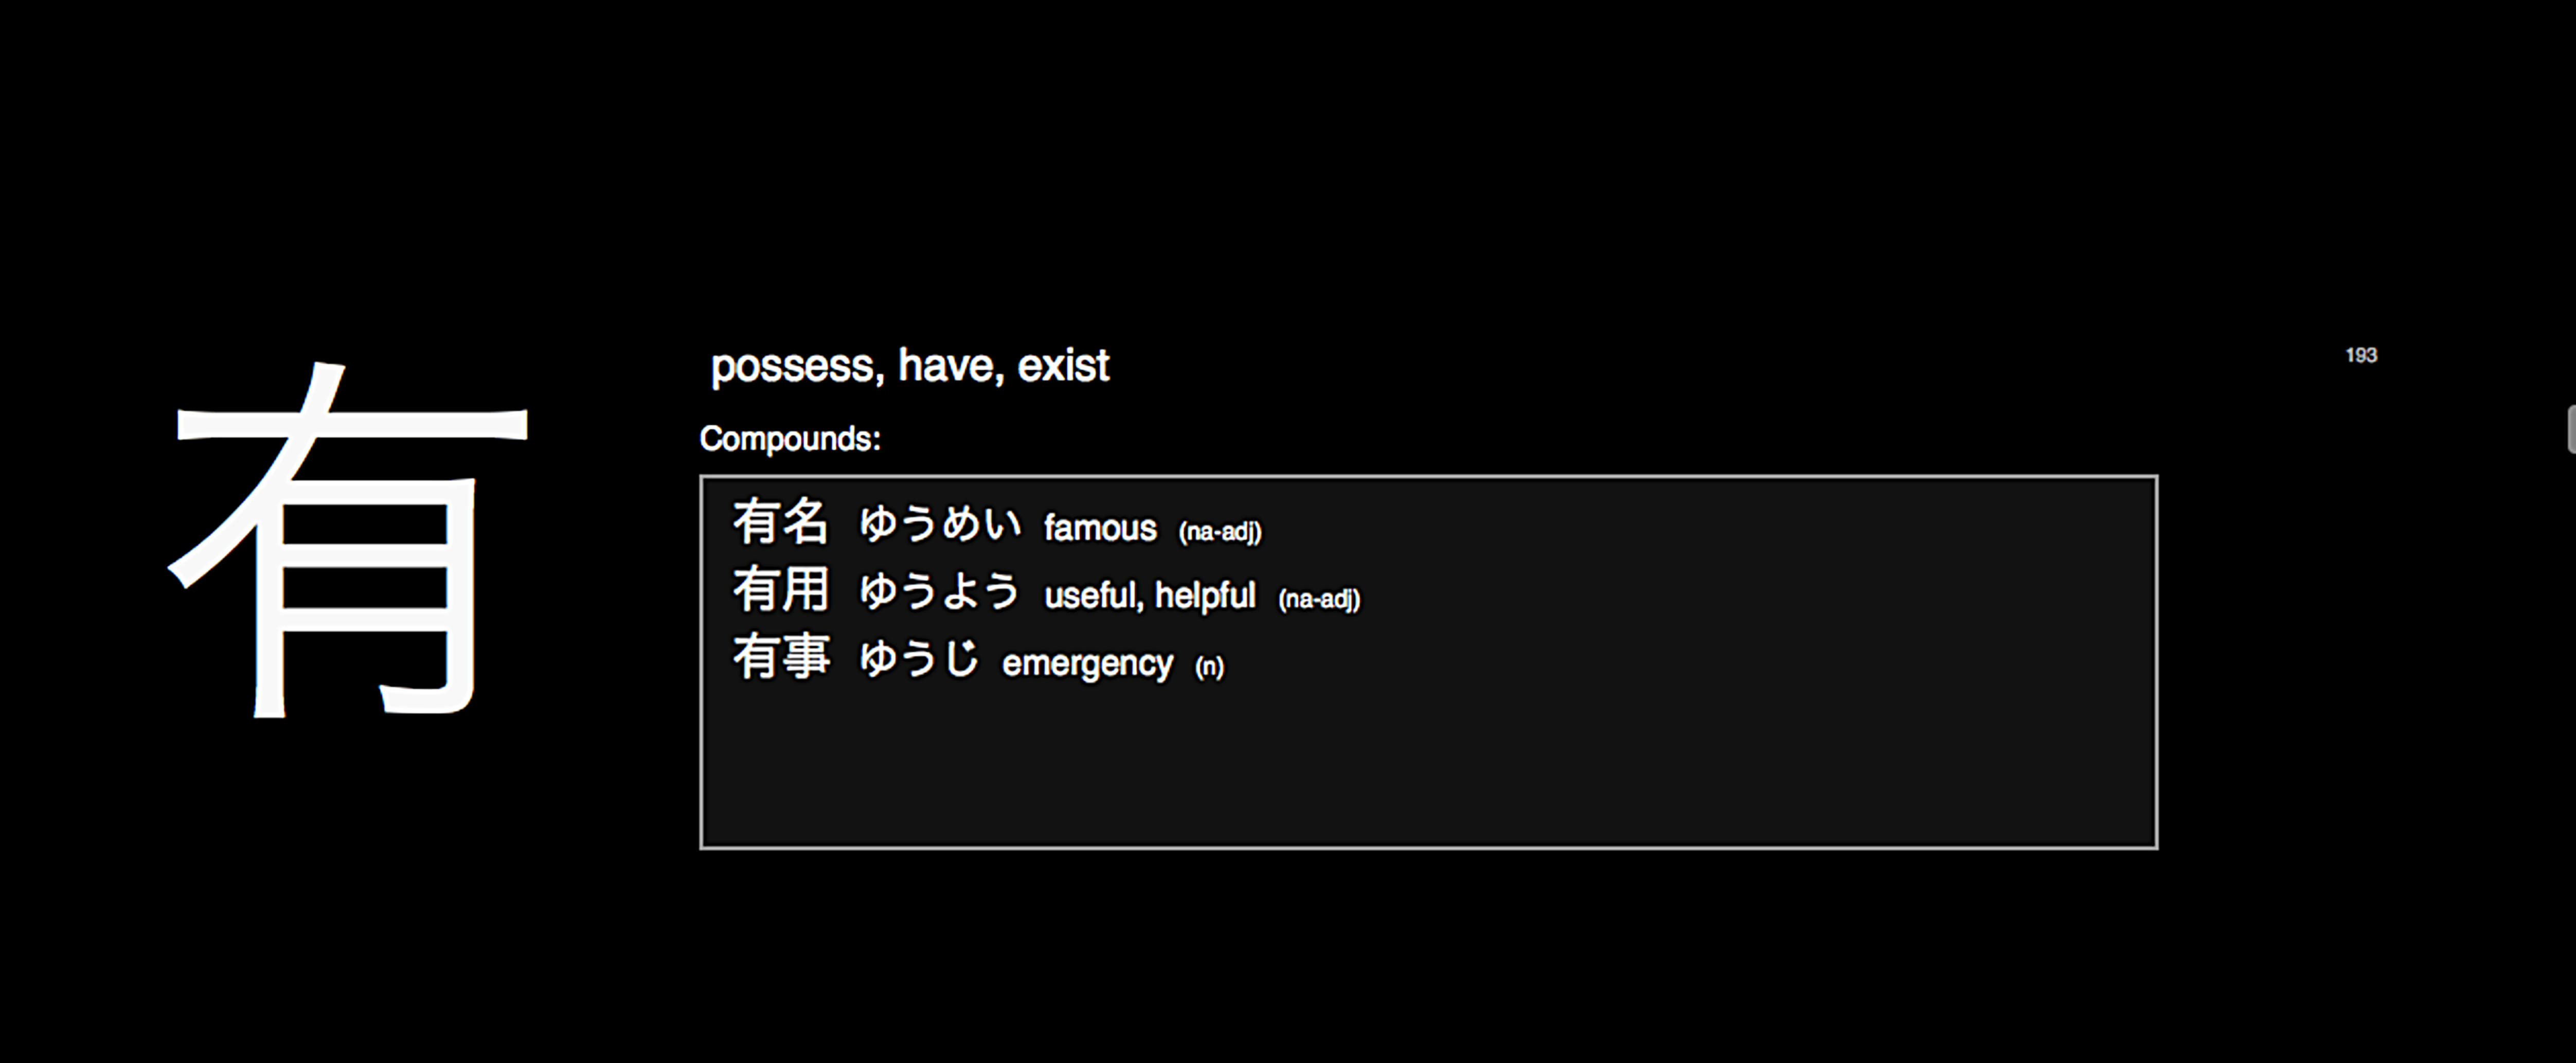 有
possess, have, exist
193
Compounds:
有名 ゆうめい famous (na-adj)
有用 ゆうよう useful, helpful (na-adj)
有事 ゆうじ emergency (n)